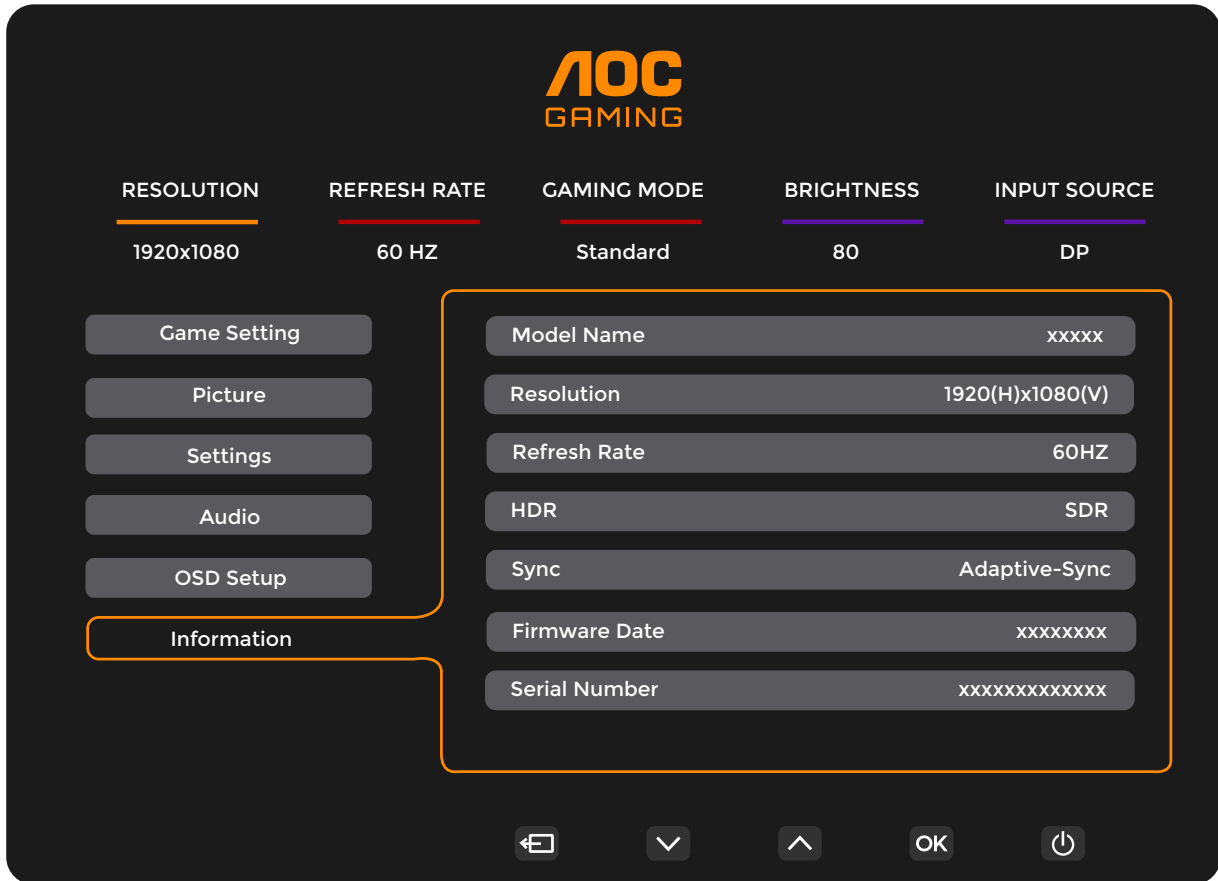 AOC
GAMING
RESOLUTION REFRESH RATE GAMING MODE BRIGHTNESS INPUT SOURCE
1920x1080 60 HZ Standard 80 DP
Game Setting
Picture
Settings
Audio
OSD Setup
Information
Model Name xxxxx
Resolution 1920(H)x1080(V)
Refresh Rate 60HZ
HDR SDR
Sync Adaptive-Sync
Firmware Date xxxxxxxx
Serial Number xxxxxxxxxxxxx
OK